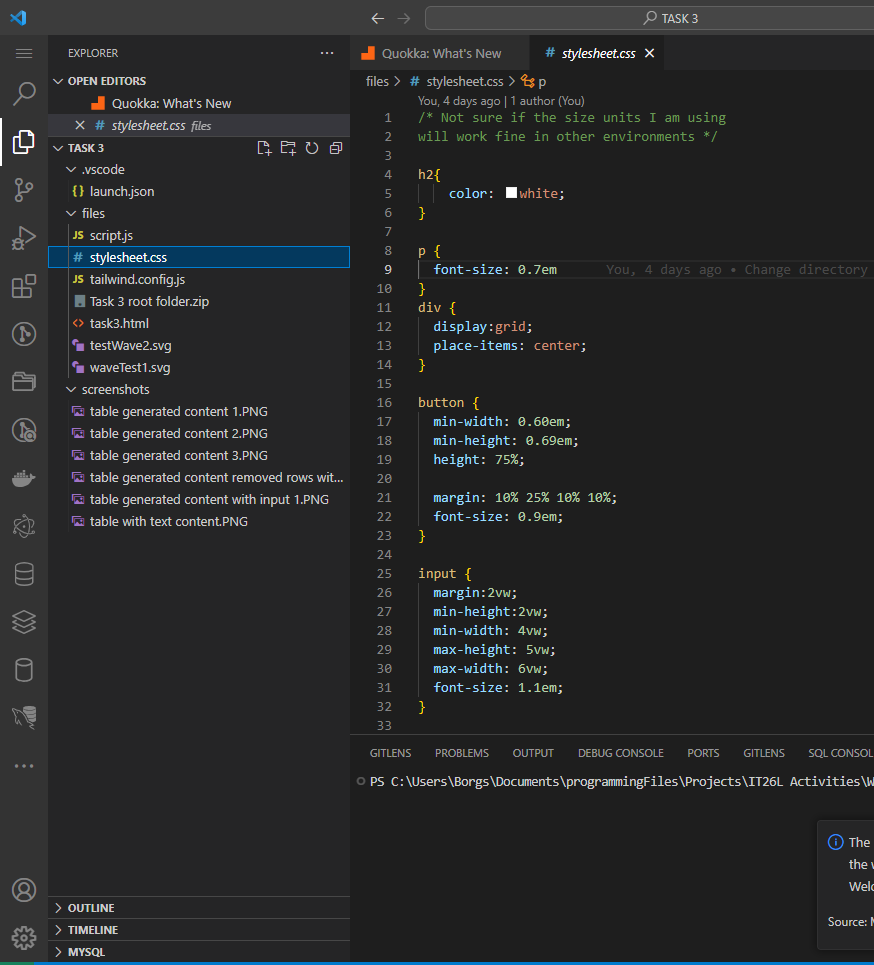 TASK 3
EXPLORER
Quokka: What's New
# stylesheet.css
OPEN EDITORS
Quokka: What's New
# stylesheet.css files
TASK 3
.vscode
{} launch.json
files
JS script.js
# stylesheet.css
JS tailwind.config.js
Task 3 root folder.zip
<> task3.html
testWave2.svg
waveTest1.svg
screenshots
table generated content 1.PNG
table generated content 2.PNG
table generated content 3.PNG
table generated content removed rows wit...
table generated content with input 1.PNG
table with text content.PNG
OUTLINE
TIMELINE
MYSQL
files > # stylesheet.css > p
You, 4 days ago | 1 author (You)
1 /* Not sure if the size units I am using
2 will work fine in other environments */
3
4 h2{
5 color: white;
6 }
7
8 p {
9 font-size: 0.7em You, 4 days ago • Change directory
10 }
11 div {
12 display:grid;
13 place-items: center;
14 }
15
16 button {
17 min-width: 0.60em;
18 min-height: 0.69em;
19 height: 75%;
20
21 margin: 10% 25% 10% 10%;
22 font-size: 0.9em;
23 }
24
25 input {
26 margin:2vw;
27 min-height:2vw;
28 min-width: 4vw;
29 max-height: 5vw;
30 max-width: 6vw;
31 font-size: 1.1em;
32 }
33
GITLENS PROBLEMS OUTPUT DEBUG CONSOLE PORTS GITLENS SQL CONSOL
PS C:\Users\Borgs\Documents\programmingFiles\Projects\IT26L Activities\W
The
the w
Welc
Source: M